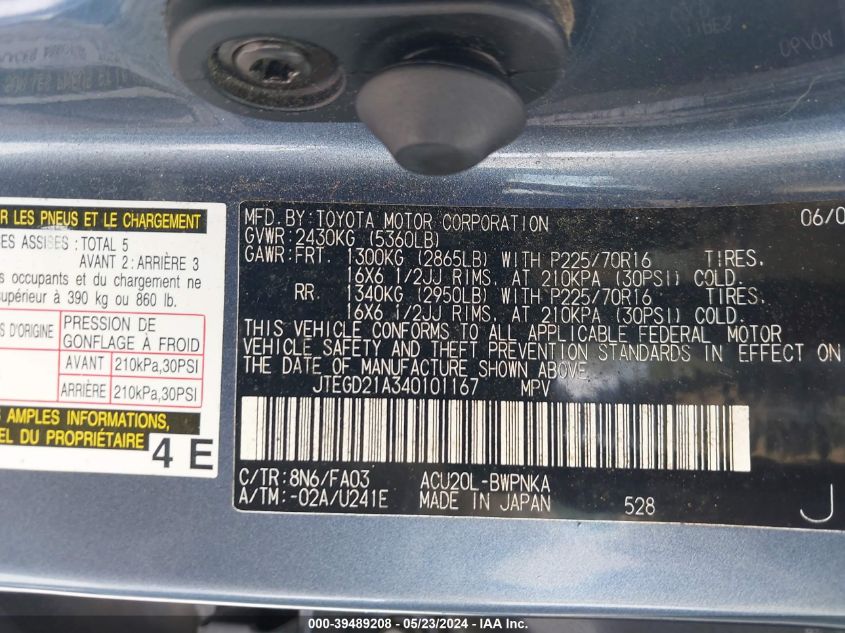 R LES PNEUS ET LE CHARGEMENT
ES ASSISES : TOTAL 5
AVANT 2 : ARRIÈRE 3
occupants et du chargement ne
supérieur à 390 kg ou 860 lb.
D'ORIGINE
PRESSION DE
GONFLAGE À FROID
AVANT 210kPa,30PSI
ARRIÈRE 210kPa,30PSI
AMPLES INFORMATIONS,
EL DU PROPRIÉTAIRE
4 E
MFD. BY: TOYOTA MOTOR CORPORATION 06/0
GVWR: 2430KG (5360LB)
GAWR: FRT. 1300KG (2865LB) WITH P225/70R16 TIRES.
16X6 1/2JJ RIMS. AT 210KPA (30PSI) COLD.
RR 1340KG (2950LB) WITH P225/70R16 TIRES.
16X6 1/2JJ RIMS. AT 210KPA (30PSI) COLD.
THIS VEHICLE CONFORMS TO ALL APPLICABLE FEDERAL MOTOR
VEHICLE SAFETY AND THEFT PREVENTION STANDARDS IN EFFECT ON
THE DATE OF MANUFACTURE SHOWN ABOVE.
JTEGD21A340101167 MPV
C/TR: 8N6/FA03 ACU20L-BWPNKA
A/TM: -02A/U241E MADE IN JAPAN 528 J
000-39489208 - 05/23/2024 - IAA Inc.